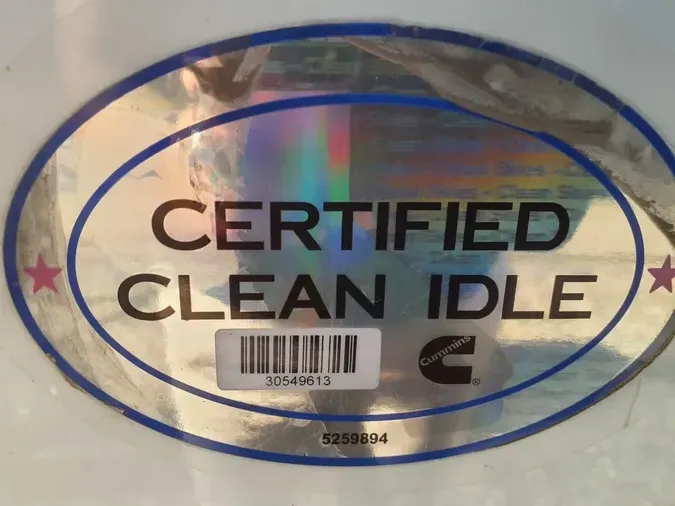 CERTIFIED
CLEAN IDLE
30549613
Cummins
®
5259894